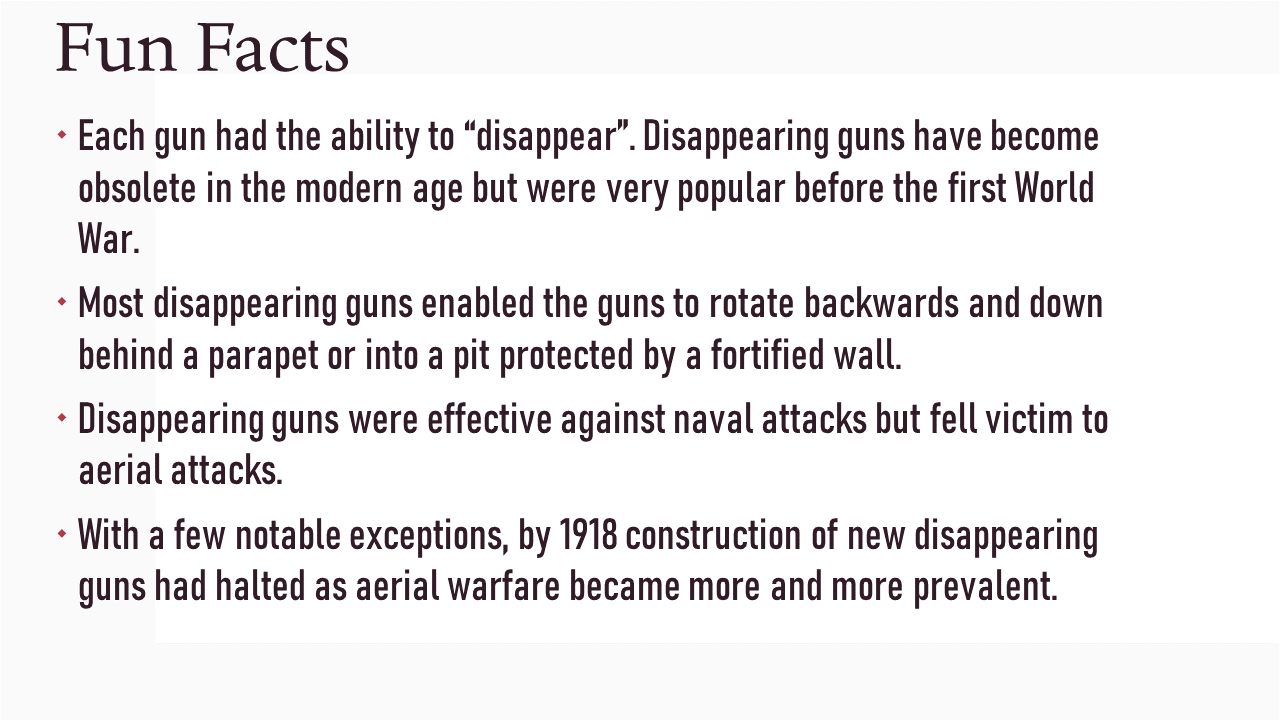 Fun Facts
Each gun had the ability to “disappear”. Disappearing guns have become
obsolete in the modern age but were very popular before the first World
War.
Most disappearing guns enabled the guns to rotate backwards and down
behind a parapet or into a pit protected by a fortified wall.
Disappearing guns were effective against naval attacks but fell victim to
aerial attacks.
With a few notable exceptions, by 1918 construction of new disappearing
guns had halted as aerial warfare became more and more prevalent.